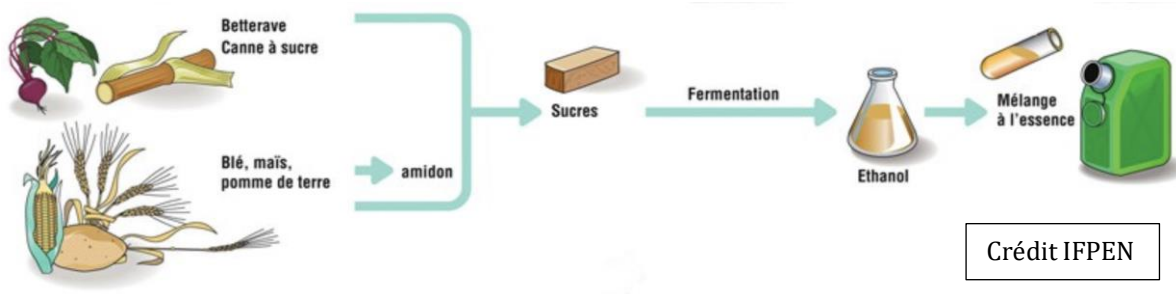 Betterave
Canne à sucre
Blé, maïs,
pomme de terre
amidon
Sucres
Fermentation
Ethanol
Mélange
à l'essence
Crédit IFPEN